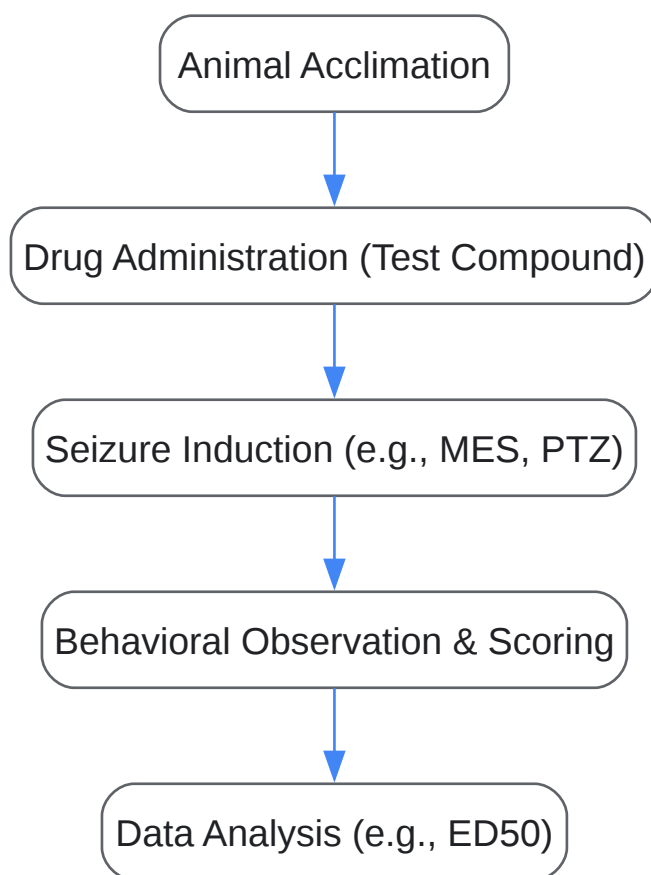 Animal Acclimation
Drug Administration (Test Compound)
Seizure Induction (e.g., MES, PTZ)
Behavioral Observation & Scoring
Data Analysis (e.g., ED50)